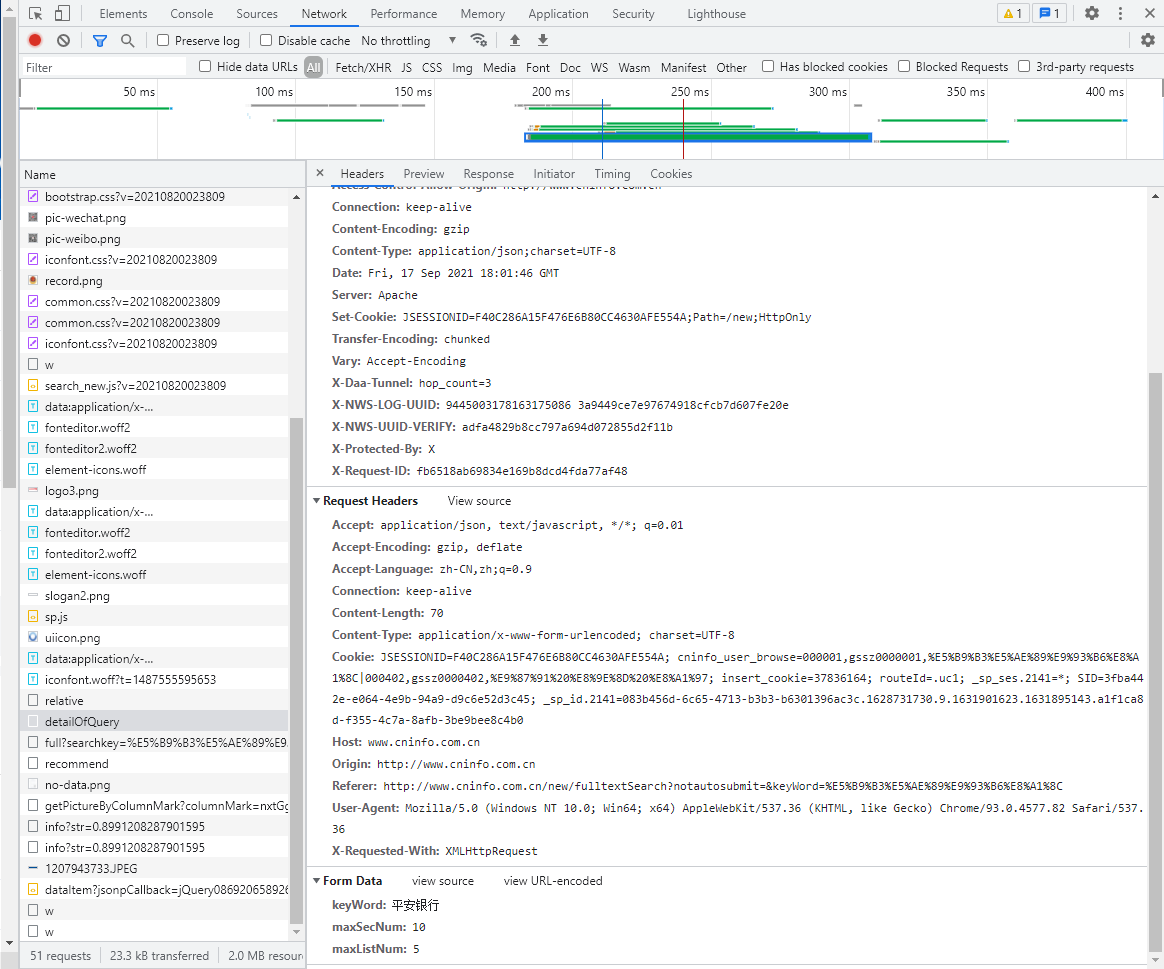 Elements Console Sources Network Performance Memory Application Security Lighthouse 1 1
Preserve log Disable cache No throttling
Filter Hide data URLs All Fetch/XHR JS CSS Img Media Font Doc WS Wasm Manifest Other Has blocked cookies Blocked Requests 3rd-party requests
50 ms 100 ms 150 ms 200 ms 250 ms 300 ms 350 ms 400 ms
Name
bootstrap.css?v=20210820023809
pic-wechat.png
pic-weibo.png
iconfont.css?v=20210820023809
record.png
common.css?v=20210820023809
common.css?v=20210820023809
iconfont.css?v=20210820023809
w
search_new.js?v=20210820023809
data:application/x-...
fonteditor.woff2
fonteditor2.woff2
element-icons.woff
logo3.png
data:application/x-...
fonteditor.woff2
fonteditor2.woff2
element-icons.woff
slogan2.png
sp.js
uiicon.png
data:application/x-...
iconfont.woff?t=1487555595653
relative
detailOfQuery
full?searchkey=%E5%B9%B3%E5%AE%89%E9.
recommend
no-data.png
getPictureByColumnMark?columnMark=nxtGg
info?str=0.8991208287901595
info?str=0.8991208287901595
1207943733.JPEG
dataItem?jsonpCallback=jQuery086920658926
w
w
51 requests 23.3 kB transferred 2.0 MB resour
Headers Preview Response Initiator Timing Cookies
Access-Control-Allow-Origin: http://www.cninfo.com.cn
Connection: keep-alive
Content-Encoding: gzip
Content-Type: application/json;charset=UTF-8
Date: Fri, 17 Sep 2021 18:01:46 GMT
Server: Apache
Set-Cookie: JSESSIONID=F40C286A15F476E6B80CC4630AFE554A;Path=/new;HttpOnly
Transfer-Encoding: chunked
Vary: Accept-Encoding
X-Daa-Tunnel: hop_count=3
X-NWS-LOG-UUID: 9445003178163175086 3a9449ce7e97674918cfcb7d607fe20e
X-NWS-UUID-VERIFY: adfa4829b8cc797a694d072855d2f11b
X-Protected-By: X
X-Request-ID: fb6518ab69834e169b8dcd4fda77af48
Request Headers View source
Accept: application/json, text/javascript, */*; q=0.01
Accept-Encoding: gzip, deflate
Accept-Language: zh-CN,zh;q=0.9
Connection: keep-alive
Content-Length: 70
Content-Type: application/x-www-form-urlencoded; charset=UTF-8
Cookie: JSESSIONID=F40C286A15F476E6B80CC4630AFE554A; cninfo_user_browse=000001,gssz0000001,%E5%B9%B3%E5%AE%89%E9%93%B6%E8%A
1%8C|000402,gssz0000402,%E9%87%91%20%E8%9E%8D%20%E8%A1%97; insert_cookie=37836164; routeId=.uc1; _sp_ses.2141=*; SID=3fba44
2e-e064-4e9b-94a9-d9c6e52d3c45; _sp_id.2141=083b456d-6c65-4713-b3b3-b6301396ac3c.1628731730.9.1631901623.1631895143.a1f1ca8
d-f355-4c7a-8afb-3be9bee8c4b0
Host: www.cninfo.com.cn
Origin: http://www.cninfo.com.cn
Referer: http://www.cninfo.com.cn/new/fulltextSearch?notautosubmit=&keyWord=%E5%B9%B3%E5%AE%89%E9%93%B6%E8%A1%8C
User-Agent: Mozilla/5.0 (Windows NT 10.0; Win64; x64) AppleWebKit/537.36 (KHTML, like Gecko) Chrome/93.0.4577.82 Safari/537.
36
X-Requested-With: XMLHttpRequest
Form Data view source view URL-encoded
keyWord: 平安银行
maxSecNum: 10
maxListNum: 5